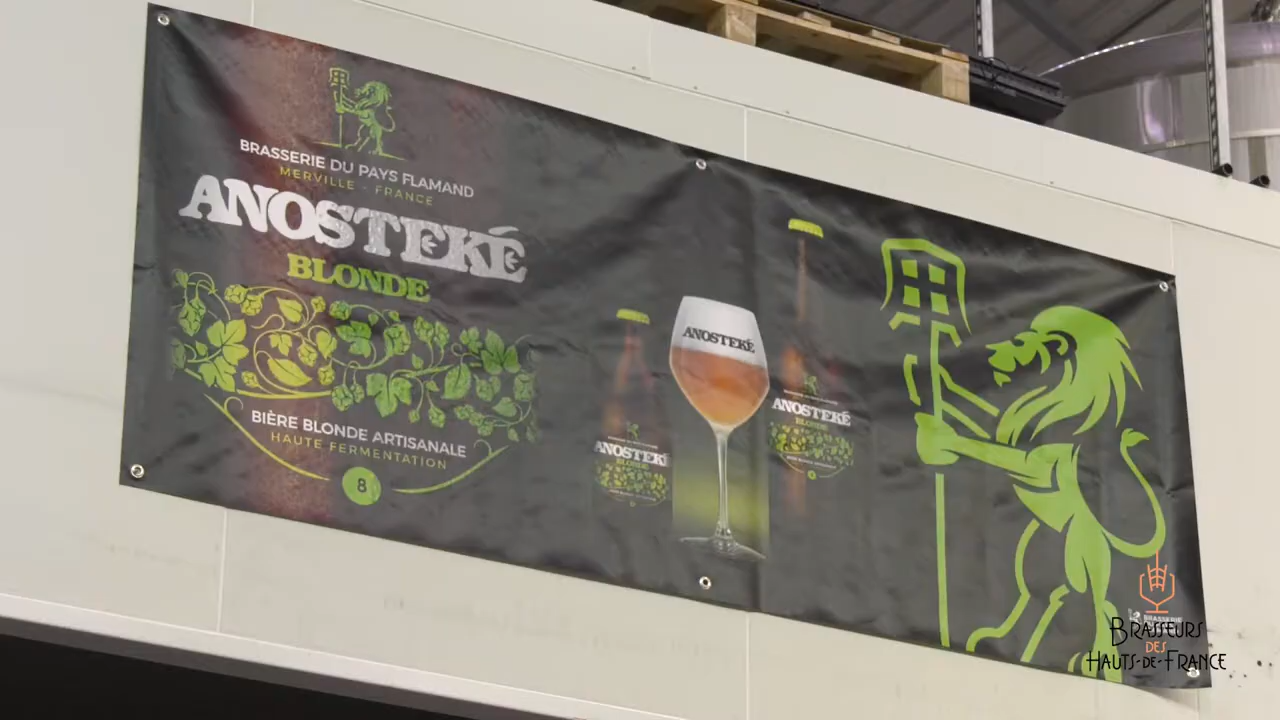 BRASSERIE DU PAYS FLAMAND
MERVILLE - FRANCE
ANOSTEKÉ
BLONDE
BIÈRE BLONDE ARTISANALE
HAUTE FERMENTATION
8
ANOSTEKÉ
BLONDE
ANOSTEKÉ
ANOSTEKÉ
BLONDE
BRASSEURS
DES
HAUTS-DE-FRANCE